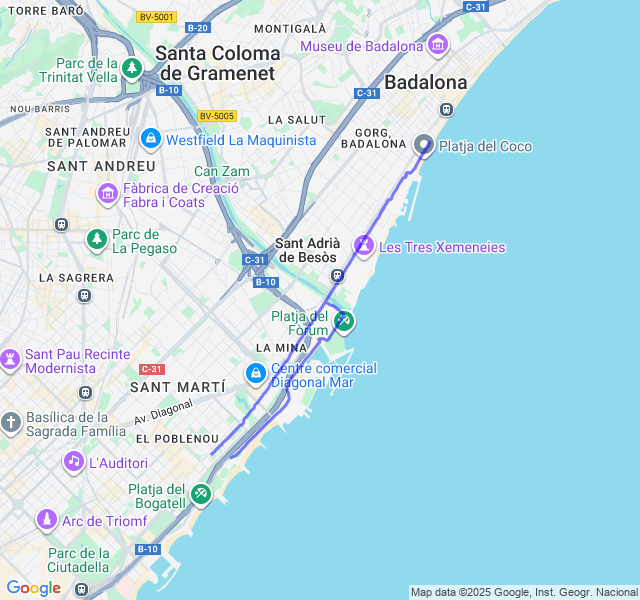 TORRE BARÓ
BV-5001
C-31
B-20
MONTIGALÀ
Museu de Badalona
Santa Coloma
de Gramenet
Parc de la
Trinitat Vella
Badalona
B-10
C-31
NOU BARRIS
BV-5005
LA SALUT
SANT ANDREU
DE PALOMAR
Westfield La Maquinista
GORG,
BADALONA
Platja del Coco
SANT ANDREU
Can Zam
Fàbrica de Creació
Fabra i Coats
Parc de
La Pegaso
Sant Adrià
de Besòs
Les Tres Xemeneies
C-31
LA SAGRERA
B-10
Platja del
Fòrum
LA MINA
Sant Pau Recinte
Modernista
C-31
Centre comercial
Diagonal Mar
SANT MARTÍ
Av. Diagonal
Basílica de la
Sagrada Família
EL POBLENOU
L'Auditori
Platja del
Bogatell
Arc de Triomf
B-10
Parc de la
Ciutadella
Google
Map data ©2025 Google, Inst. Geogr. Nacional